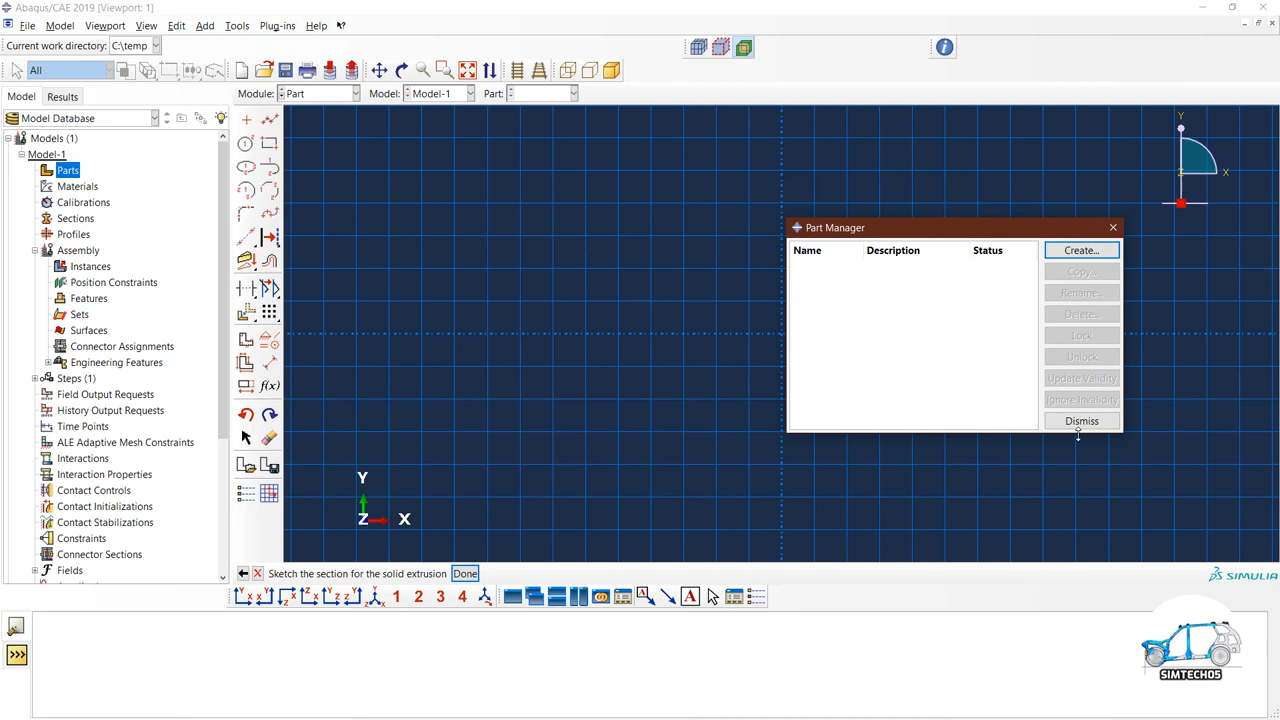 Abaqus/CAE 2019 [Viewport: 1]
File Model Viewport View Edit Add Tools Plug-ins Help
Current work directory: C:\temp
All
Model Results
Module: Part Model: Model-1 Part:
Model Database
Models (1)
Model-1
Parts
Materials
Calibrations
Sections
Profiles
Assembly
Instances
Position Constraints
Features
Sets
Surfaces
Connector Assignments
Engineering Features
Steps (1)
Field Output Requests
History Output Requests
Time Points
ALE Adaptive Mesh Constraints
Interactions
Interaction Properties
Contact Controls
Contact Initializations
Contact Stabilizations
Constraints
Connector Sections
Fields
f(x)
Y
Z X
Part Manager
Name Description Status
Create...
Copy...
Rename...
Delete...
Lock
Unlock
Update Validity
Ignore Invalidity
Dismiss
Y
Z X
Sketch the section for the solid extrusion Done
SIMULIA
1 2 3 4
A A
>>>
SIMTECH05